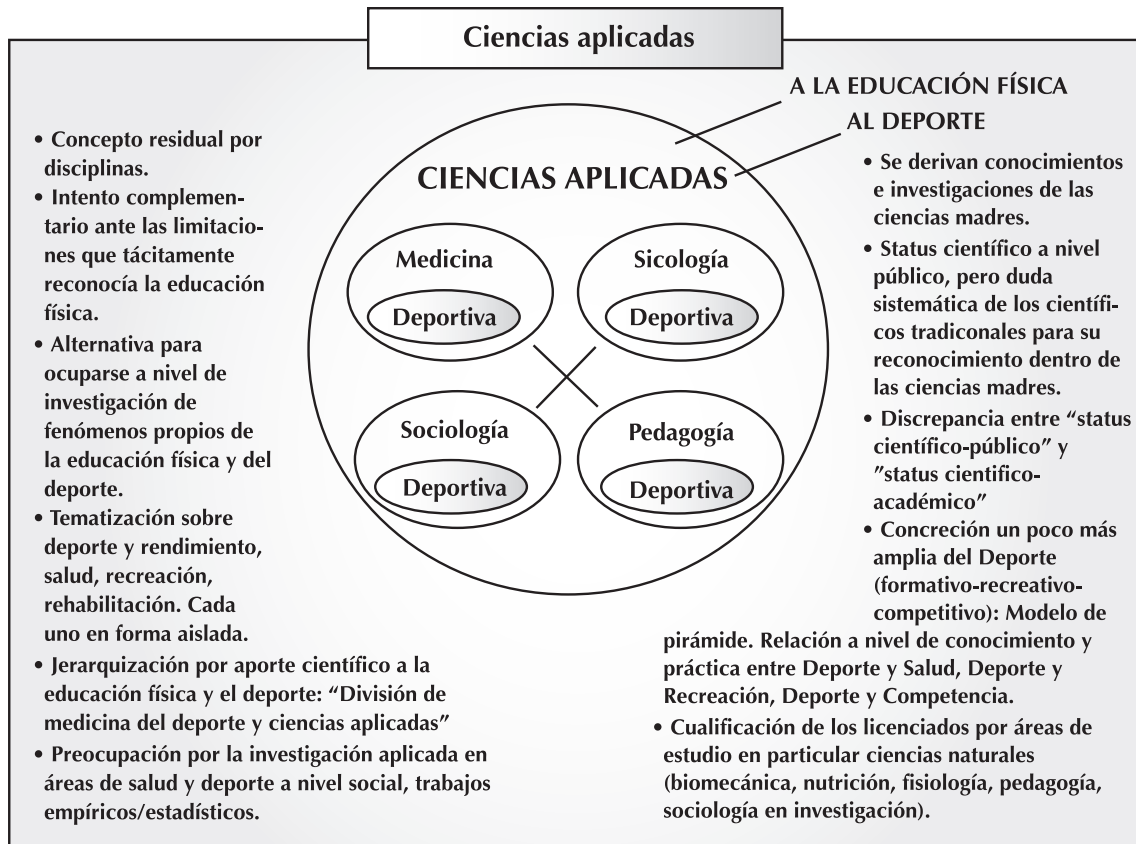 Ciencias aplicadas
A LA EDUCACIÓN FÍSICA
AL DEPORTE
CIENCIAS APLICADAS
Medicina
Deportiva
Sicología
Deportiva
Sociología
Deportiva
Pedagogía
Deportiva
• Concepto residual por
disciplinas.
• Intento complemen-
tario ante las limitacio-
nes que tácitamente
reconocía la educación
física.
• Alternativa para
ocuparse a nivel de
investigación de
fenómenos propios de
la educación física y del
deporte.
• Tematización sobre
deporte y rendimiento,
salud, recreación,
rehabilitación. Cada
uno en forma aislada.
• Jerarquización por aporte científico a la
educación física y el deporte: “División de
medicina del deporte y ciencias aplicadas”
• Preocupación por la investigación aplicada en
áreas de salud y deporte a nivel social, trabajos
empíricos/estadísticos.
• Se derivan conocimientos
e investigaciones de las
ciencias madres.
• Status científico a nivel
público, pero duda
sistemática de los científi-
cos tradiconales para su
reconocimiento dentro de
las ciencias madres.
• Discrepancia entre “status
científico-público” y
”status cientifico-
académico”
• Concreción un poco más
amplia del Deporte
(formativo-recreativo-
competitivo): Modelo de
pirámide. Relación a nivel de conocimiento y
práctica entre Deporte y Salud, Deporte y
Recreación, Deporte y Competencia.
• Cualificación de los licenciados por áreas de
estudio en particular ciencias naturales
(biomecánica, nutrición, fisiología, pedagogía,
sociología en investigación).